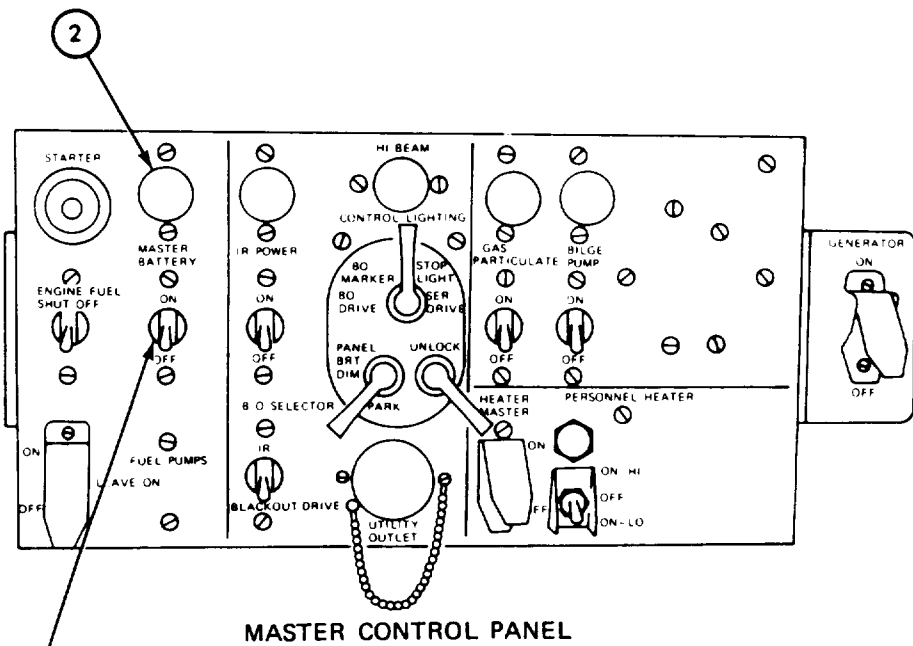 2
STARTER
MASTER
BATTERY
ENGINE FUEL
SHUT OFF
ON
OFF
ON
OFF
FUEL PUMPS
LEAVE ON
IR POWER
ON
OFF
B O SELECTOR
IR
BLACKOUT DRIVE
HI BEAM
CONTROL LIGHTING
BO
MARKER
STOP
LIGHT
BO
DRIVE
SER
DRIVE
PANEL
BRT
DIM
UNLOCK
PARK
UTILITY
OUTLET
GAS
PARTICULATE
ON
OFF
BILGE
PUMP
ON
OFF
HEATER
MASTER
ON
OFF
PERSONNEL HEATER
ON HI
OFF
ON-LO
GENERATOR
ON
OFF
MASTER CONTROL PANEL